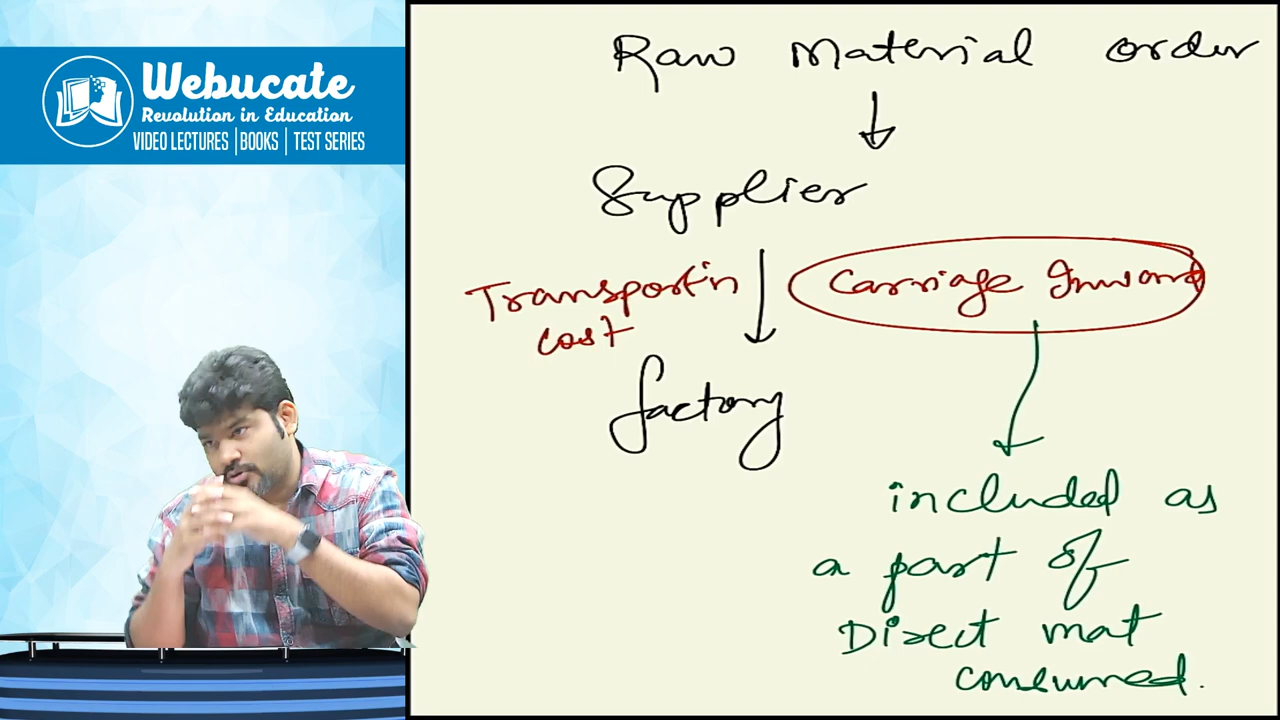 Webucate
Revolution in Education
VIDEO LECTURES | BOOKS | TEST SERIES
Raw Material order
Supplier
Transportin
cost
Carriage Inward
factory
included as
a part of
Direct mat
consumed.